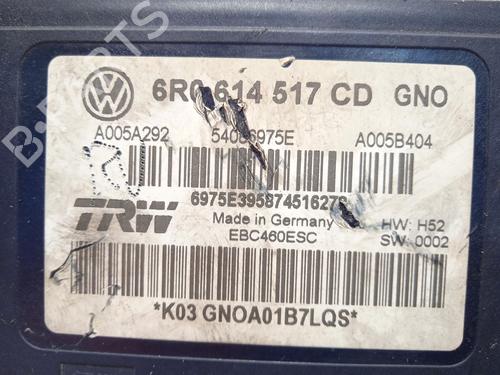 6R0 614 517 CD GNO
A005A292 54086975E A005B404
TRW
Made in Germany HW: H52
EBC460ESC SW: 0002
*K03 GNOA01B7LQS*
B-PARTS